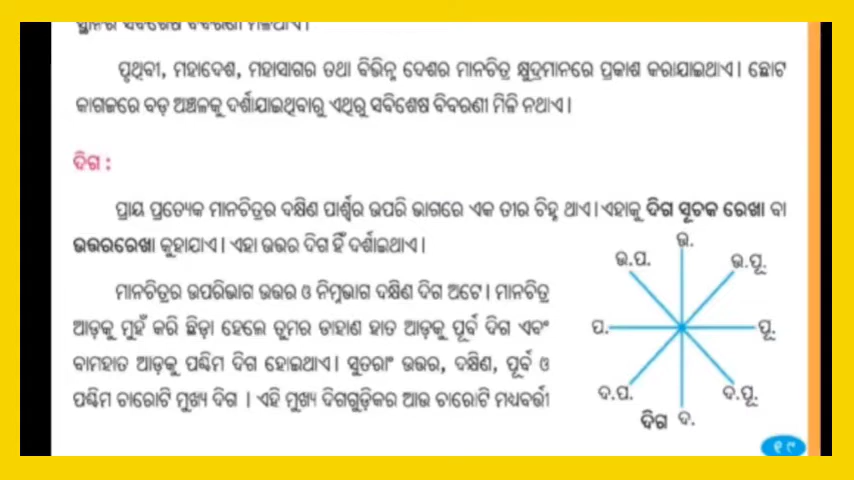 ପୃଥିବୀ, ମହାଦେଶ, ମହାସାଗର ତଥା ବିଭିନ୍ନ ଦେଶର ମାନଚିତ୍ର କ୍ଷୁଦ୍ରମାନରେ ପ୍ରକାଶ କରାଯାଇଥାଏ। ଛୋଟ
କାଗଜରେ ବଡ଼ ଅଞ୍ଚଳକୁ ଦର୍ଶାଯାଇଥିବାରୁ ଏଥିରୁ ସବିଶେଷ ବିବରଣୀ ମିଳି ନଥାଏ।
ଦିଗ :
ପ୍ରାୟ ପ୍ରତ୍ୟେକ ମାନଚିତ୍ରର ଦକ୍ଷିଣ ପାର୍ଶ୍ୱର ଉପରି ଭାଗରେ ଏକ ତୀର ଚିହ୍ନ ଥାଏ। ଏହାକୁ ଦିଗ ସୂଚକ ରେଖା ବା
ଉତ୍ତରରେଖା କୁହାଯାଏ। ଏହା ଉତ୍ତର ଦିଗ ହିଁ ଦର୍ଶାଇଥାଏ।
ମାନଚିତ୍ରର ଉପରିଭାଗ ଉତ୍ତର ଓ ନିମ୍ନଭାଗ ଦକ୍ଷିଣ ଦିଗ ଅଟେ। ମାନଚିତ୍ର
ଆଡ଼କୁ ମୁହଁ କରି ଛିଡ଼ା ହେଲେ ତୁମର ଡାହାଣ ହାତ ଆଡ଼କୁ ପୂର୍ବ ଦିଗ ଏବଂ
ବାମହାତ ଆଡ଼କୁ ପଶ୍ଚିମ ଦିଗ ହୋଇଥାଏ। ସୁତରାଂ ଉତ୍ତର, ଦକ୍ଷିଣ, ପୂର୍ବ ଓ
ପଶ୍ଚିମ ଚାରୋଟି ମୁଖ୍ୟ ଦିଗ । ଏହି ମୁଖ୍ୟ ଦିଗଗୁଡ଼ିକର ଆଉ ଚାରୋଟି ମଧ୍ୟବର୍ତ୍ତୀ
ଉ.
ଉ.ପ.
ଉ.ପୂ.
ପ.
ପୂ.
ଦ.ପ.
ଦ.ପୂ.
ଦିଗ ଦ.
୧୯